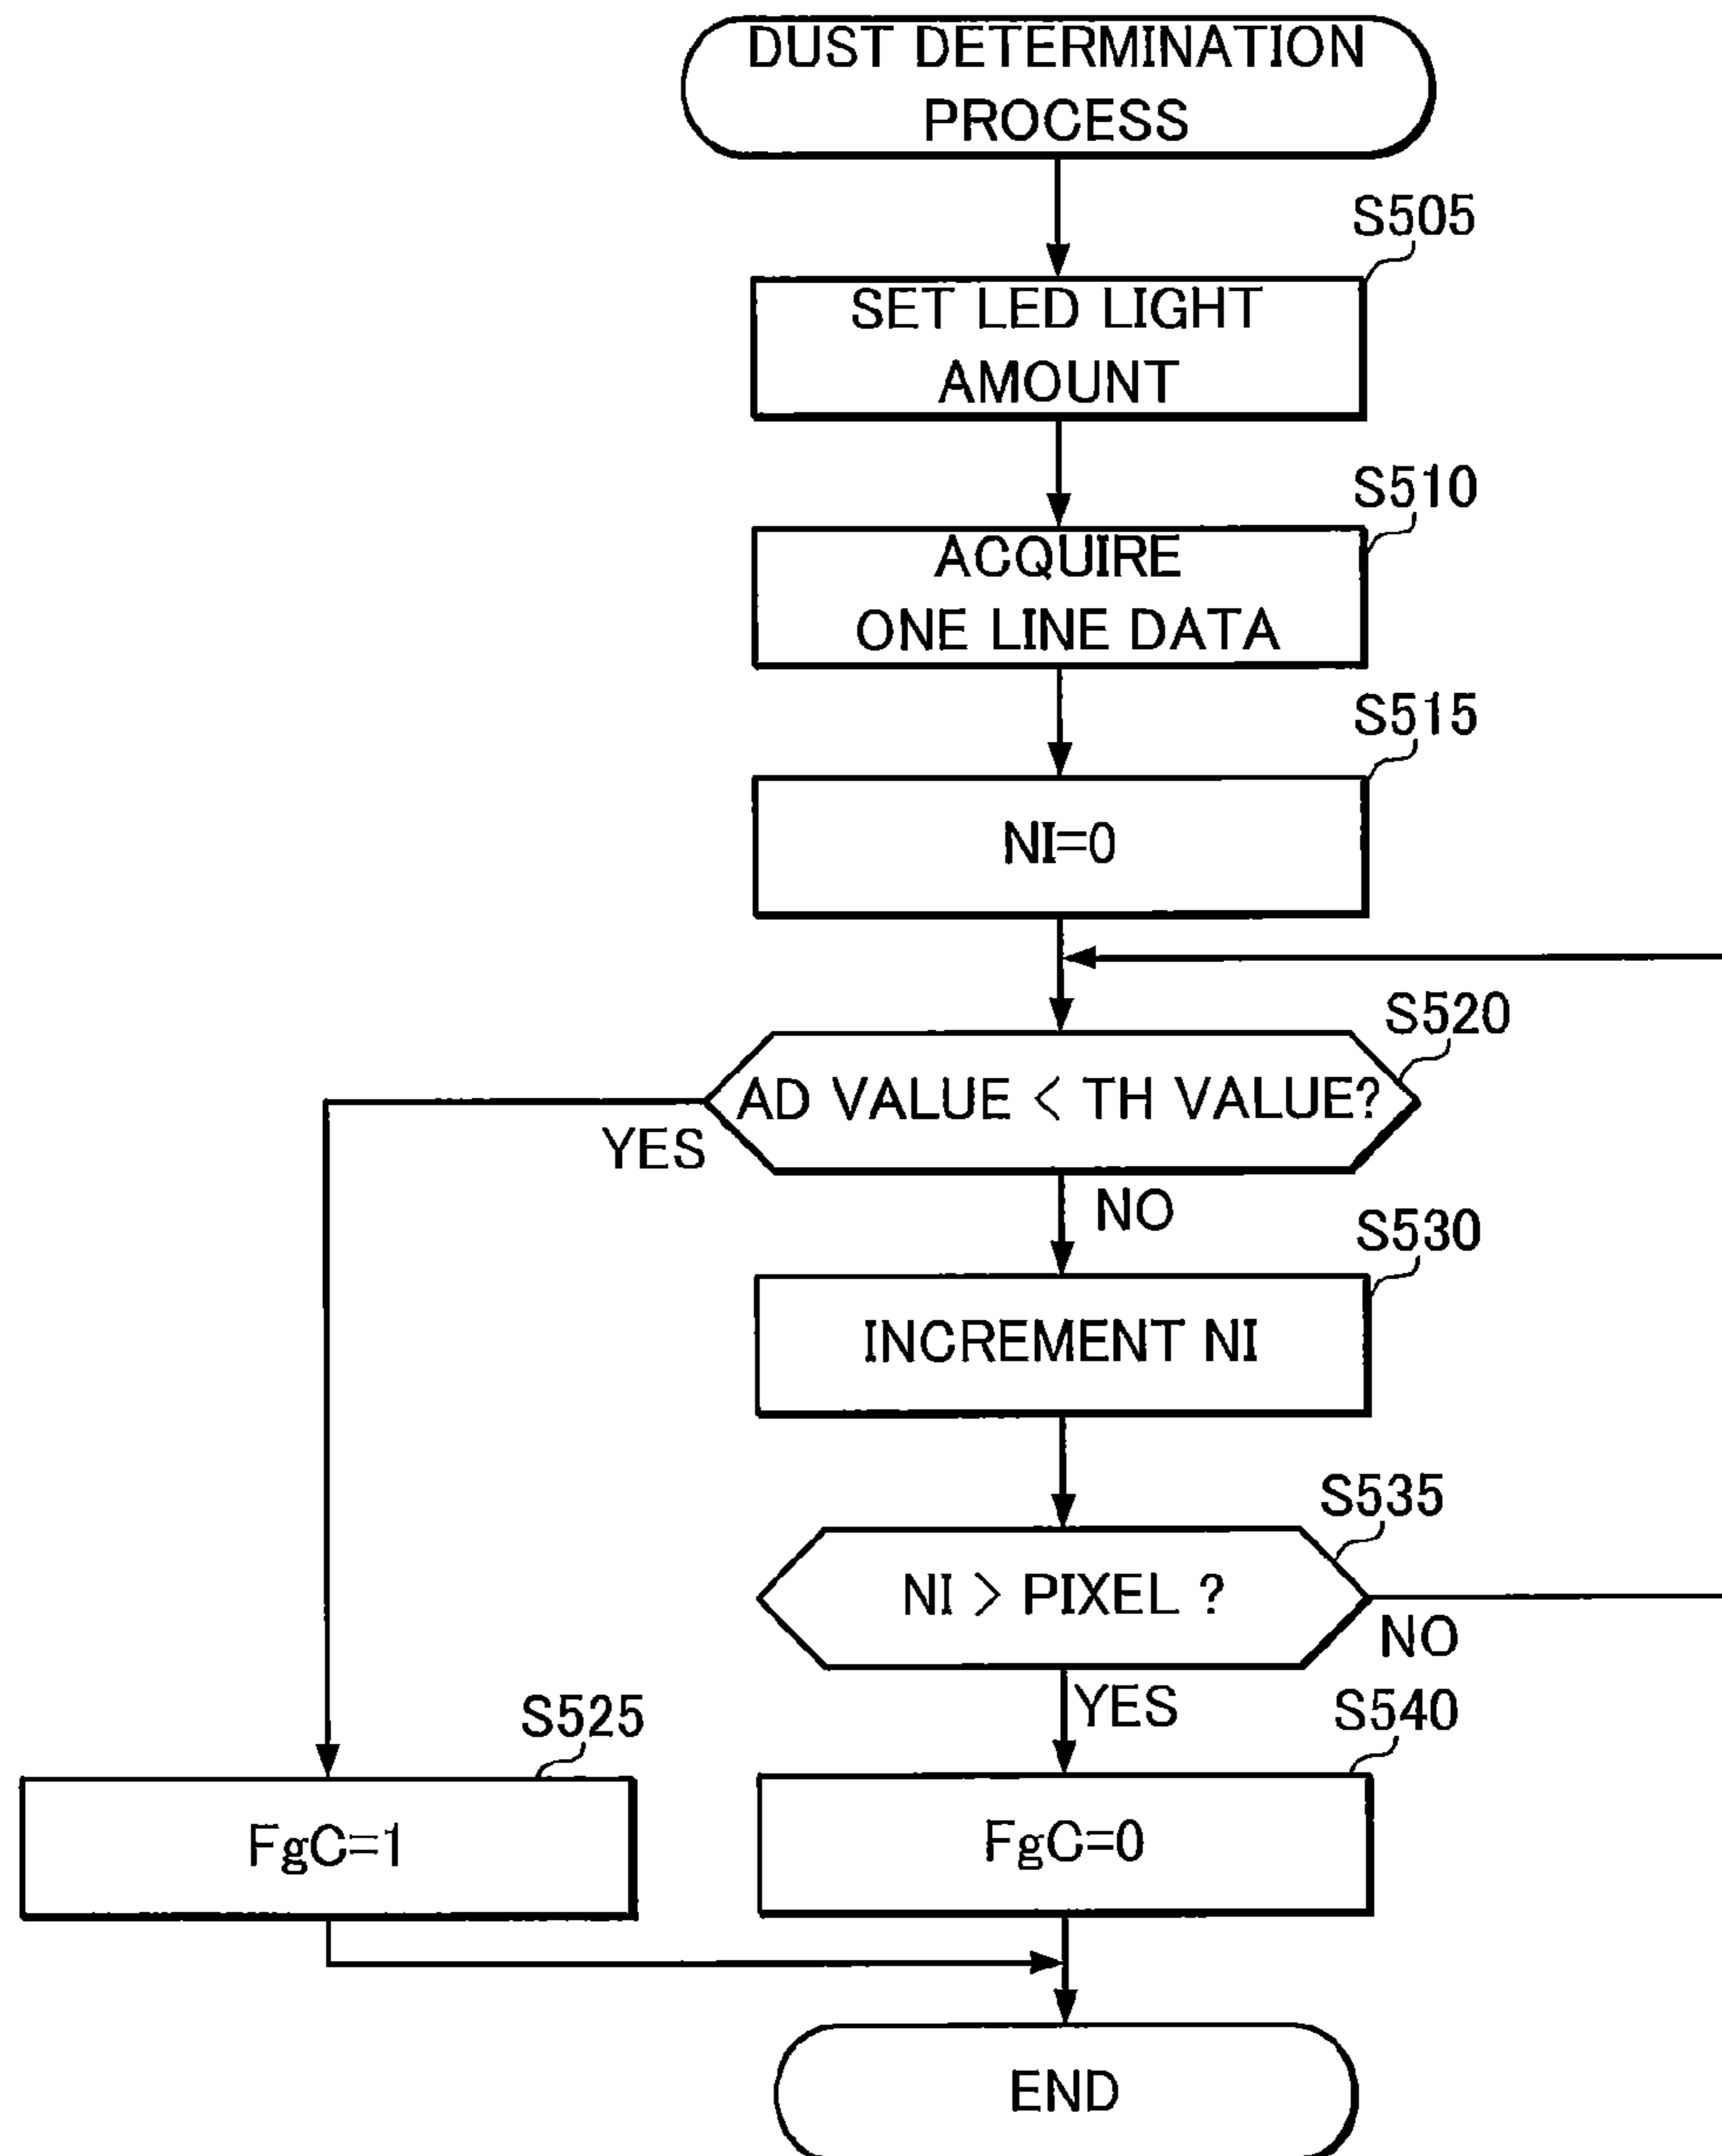 DUST DETERMINATION
PROCESS
S505
SET LED LIGHT
AMOUNT
S510
ACQUIRE
ONE LINE DATA
S515
NI=0
S520
AD VALUE < TH VALUE?
YES
NO
S530
INCREMENT NI
S535
NI > PIXEL ?
NO
YES
S525
S540
FgC=1
FgC=0
END